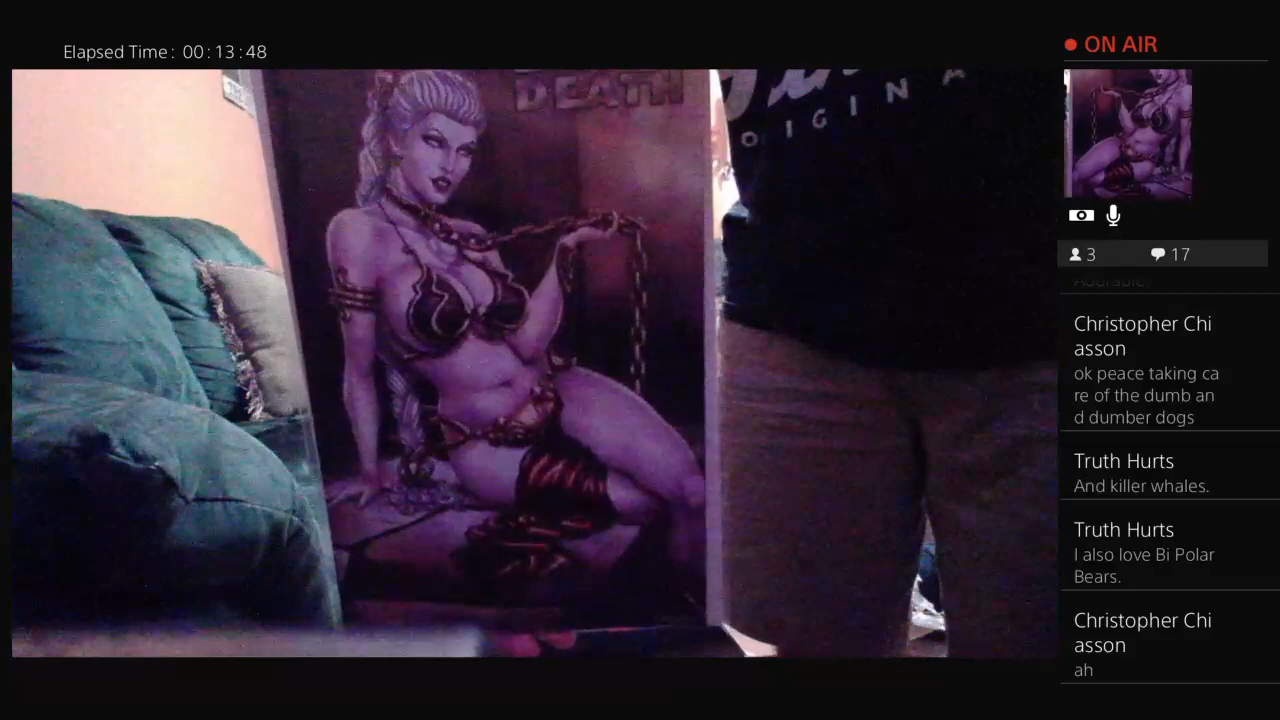 Elapsed Time: 00:13:48
ON AIR
DEATH
O I G I N A
3 17
Christopher Chi
asson
ok peace taking ca
re of the dumb an
d dumber dogs
Truth Hurts
And killer whales.
Truth Hurts
I also love Bi Polar
Bears.
Christopher Chi
asson
ah